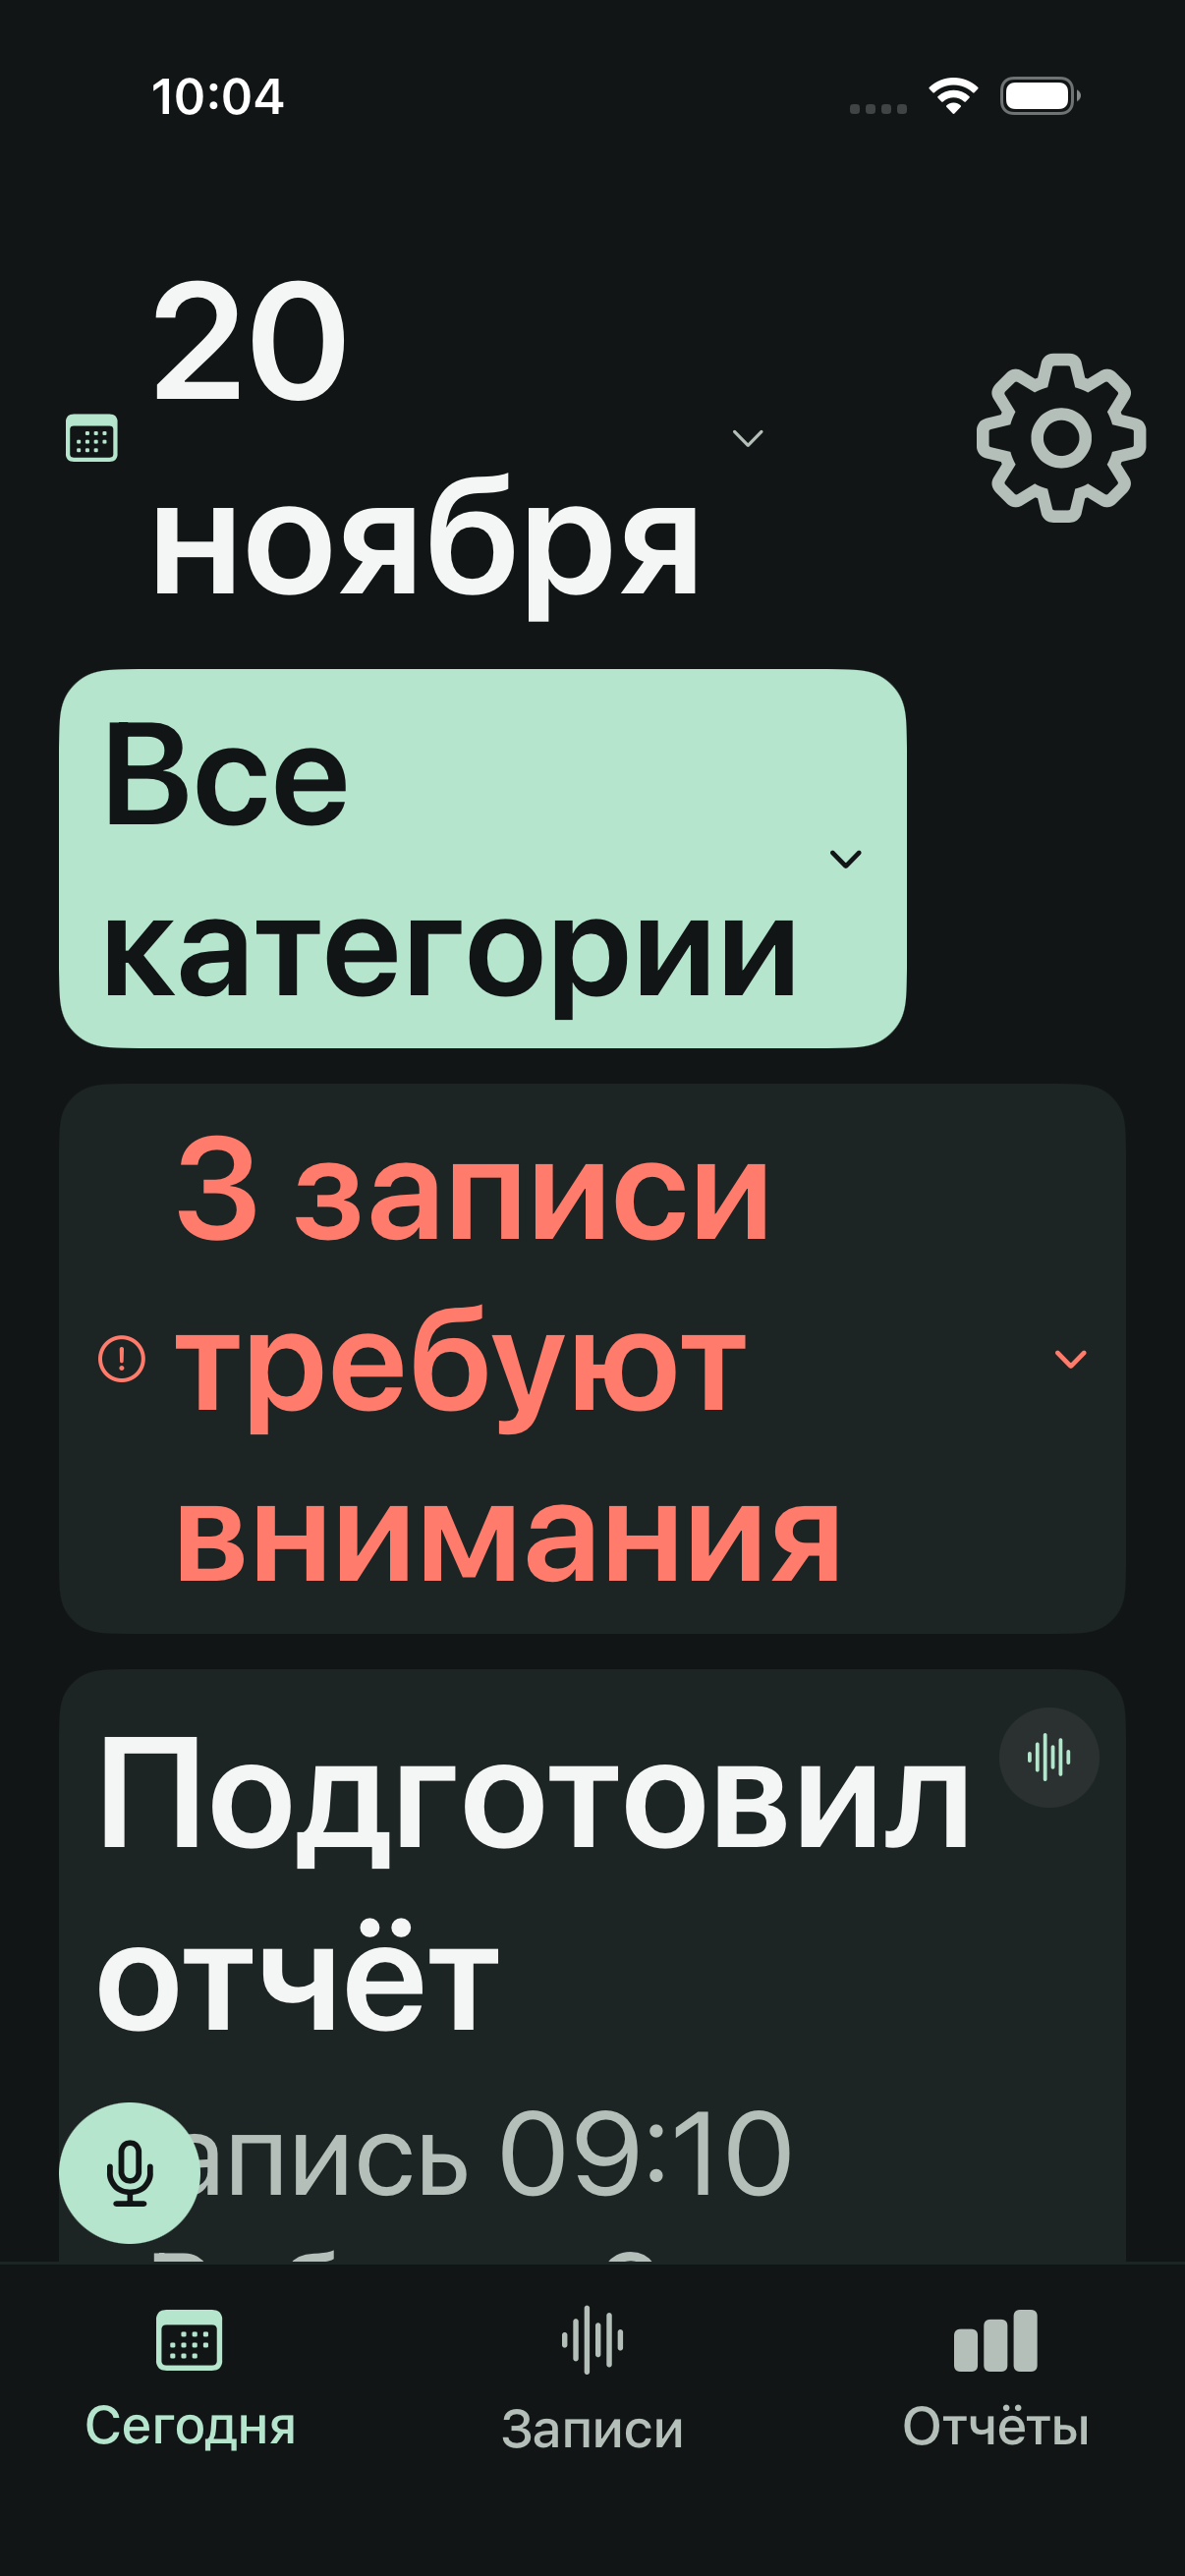 10:04
20
ноября
Все
категории
3 записи
требуют
внимания
Подготовил
отчёт
апись 09:10
Сегодня
Записи
Отчёты